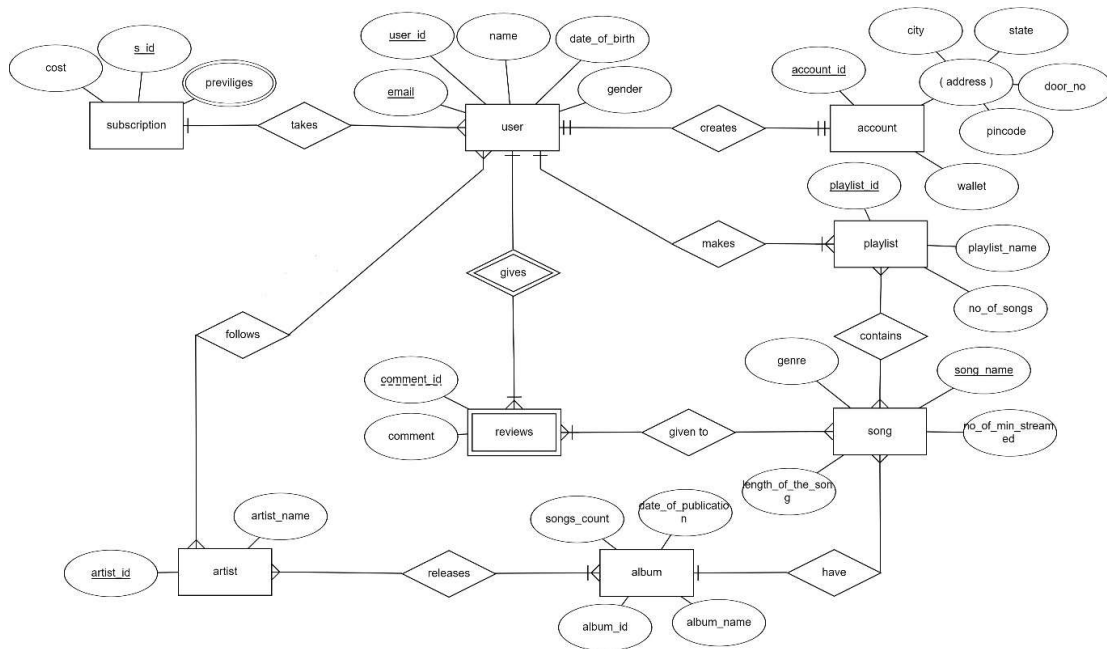 city
state
user_id
name
date_of_birth
s_id
cost
account_id
( address )
door_no
previliges
email
gender
subscription
takes
user
creates
account
pincode
playlist_id
wallet
makes
playlist
playlist_name
gives
no_of_songs
follows
contains
genre
song_name
comment_id
comment
reviews
given to
song
no_of_min_stream
ed
length_of_the_son
g
artist_name
songs_count
date_of_publicatio
n
artist_id
artist
releases
album
have
album_id
album_name